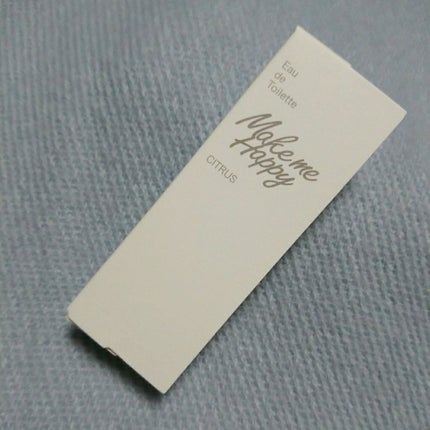 Eau
de
Toilette
Make me
Happy
CITRUS